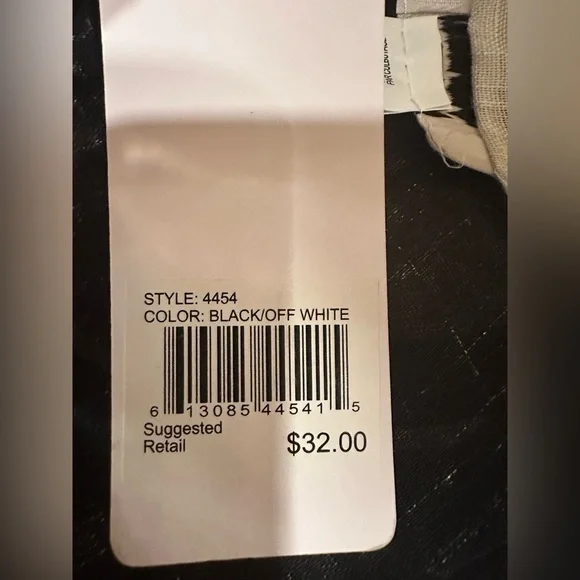 STYLE: 4454
COLOR: BLACK/OFF WHITE
6 13085 44541 5
Suggested
Retail
$32.00